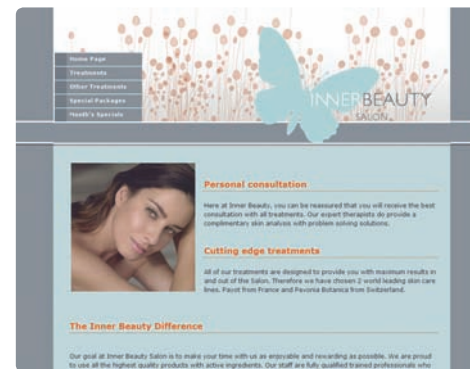 Home Page
Treatments
Other Treatments
Special Packages
Month's Specials
INNERBEAUTY
SALON
Personal consultation
Here at Inner Beauty, you can be reassured that you will receive the best
consultation with all treatments. Our expert therapists do provide a
complimentary skin analysis with problem solving solutions.
Cutting edge treatments
All of our treatments are designed to provide you with maximum results in
and out of the Salon. Therefore we have chosen 2 world leading skin care
lines. Payot from France and Pevonia Botanica from Switzerland.
The Inner Beauty Difference
Our goal at Inner Beauty Salon is to make your time with us as enjoyable and rewarding as possible. We are proud
to use all the highest quality products with active ingredients. Our staff are fully qualified trained professionals who